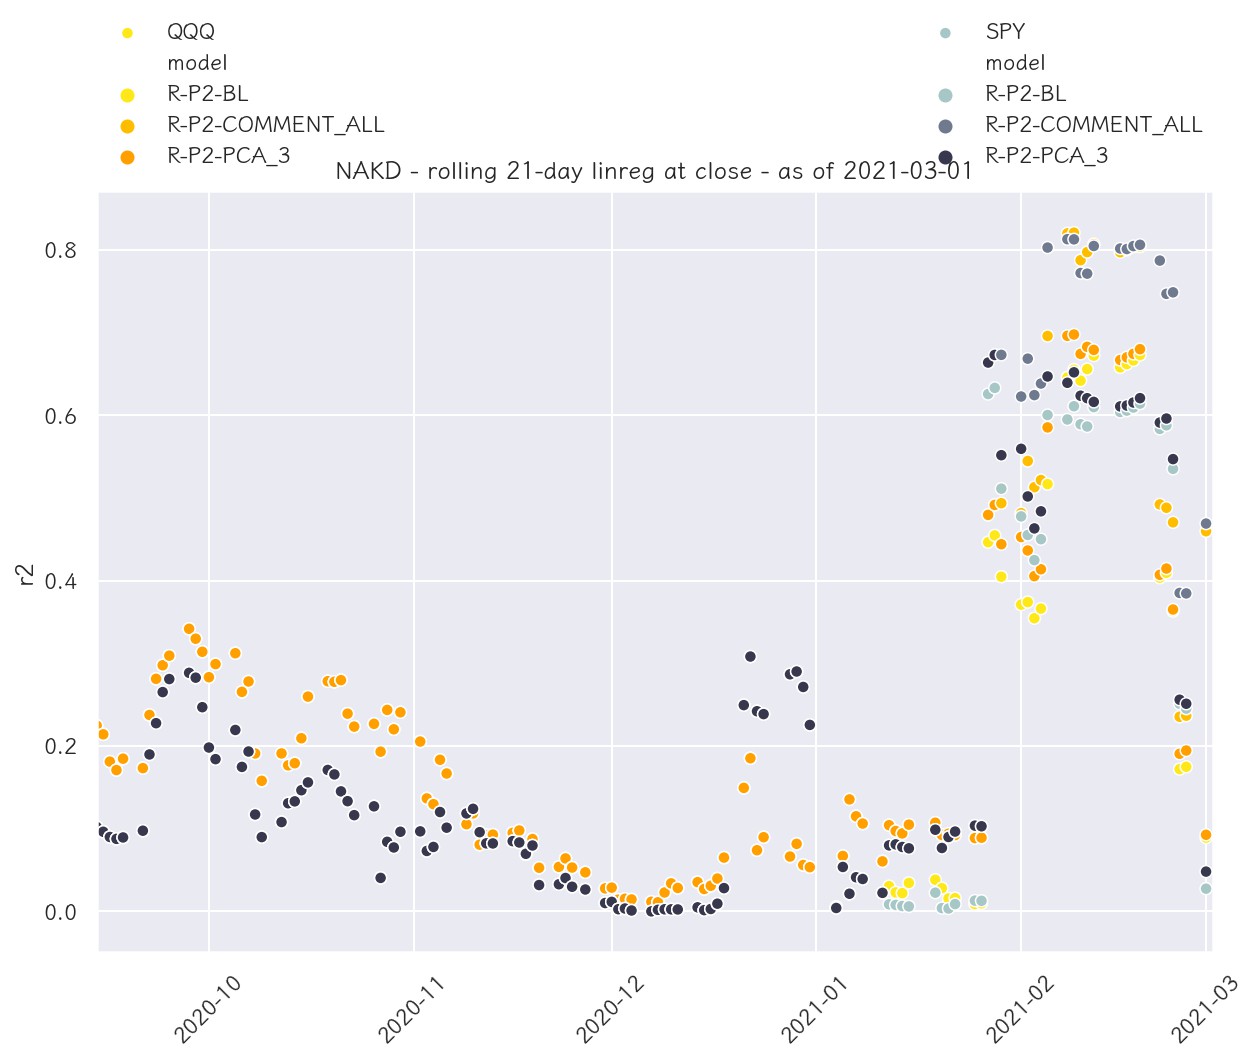 QQQ
model
R-P2-BL
R-P2-COMMENT_ALL
R-P2-PCA_3
SPY
model
R-P2-BL
R-P2-COMMENT_ALL
R-P2-PCA_3
NAKD - rolling 21-day linreg at close - as of 2021-03-01
r2
0.8
0.6
0.4
0.2
0.0
2020-10
2020-11
2020-12
2021-01
2021-02
2021-03